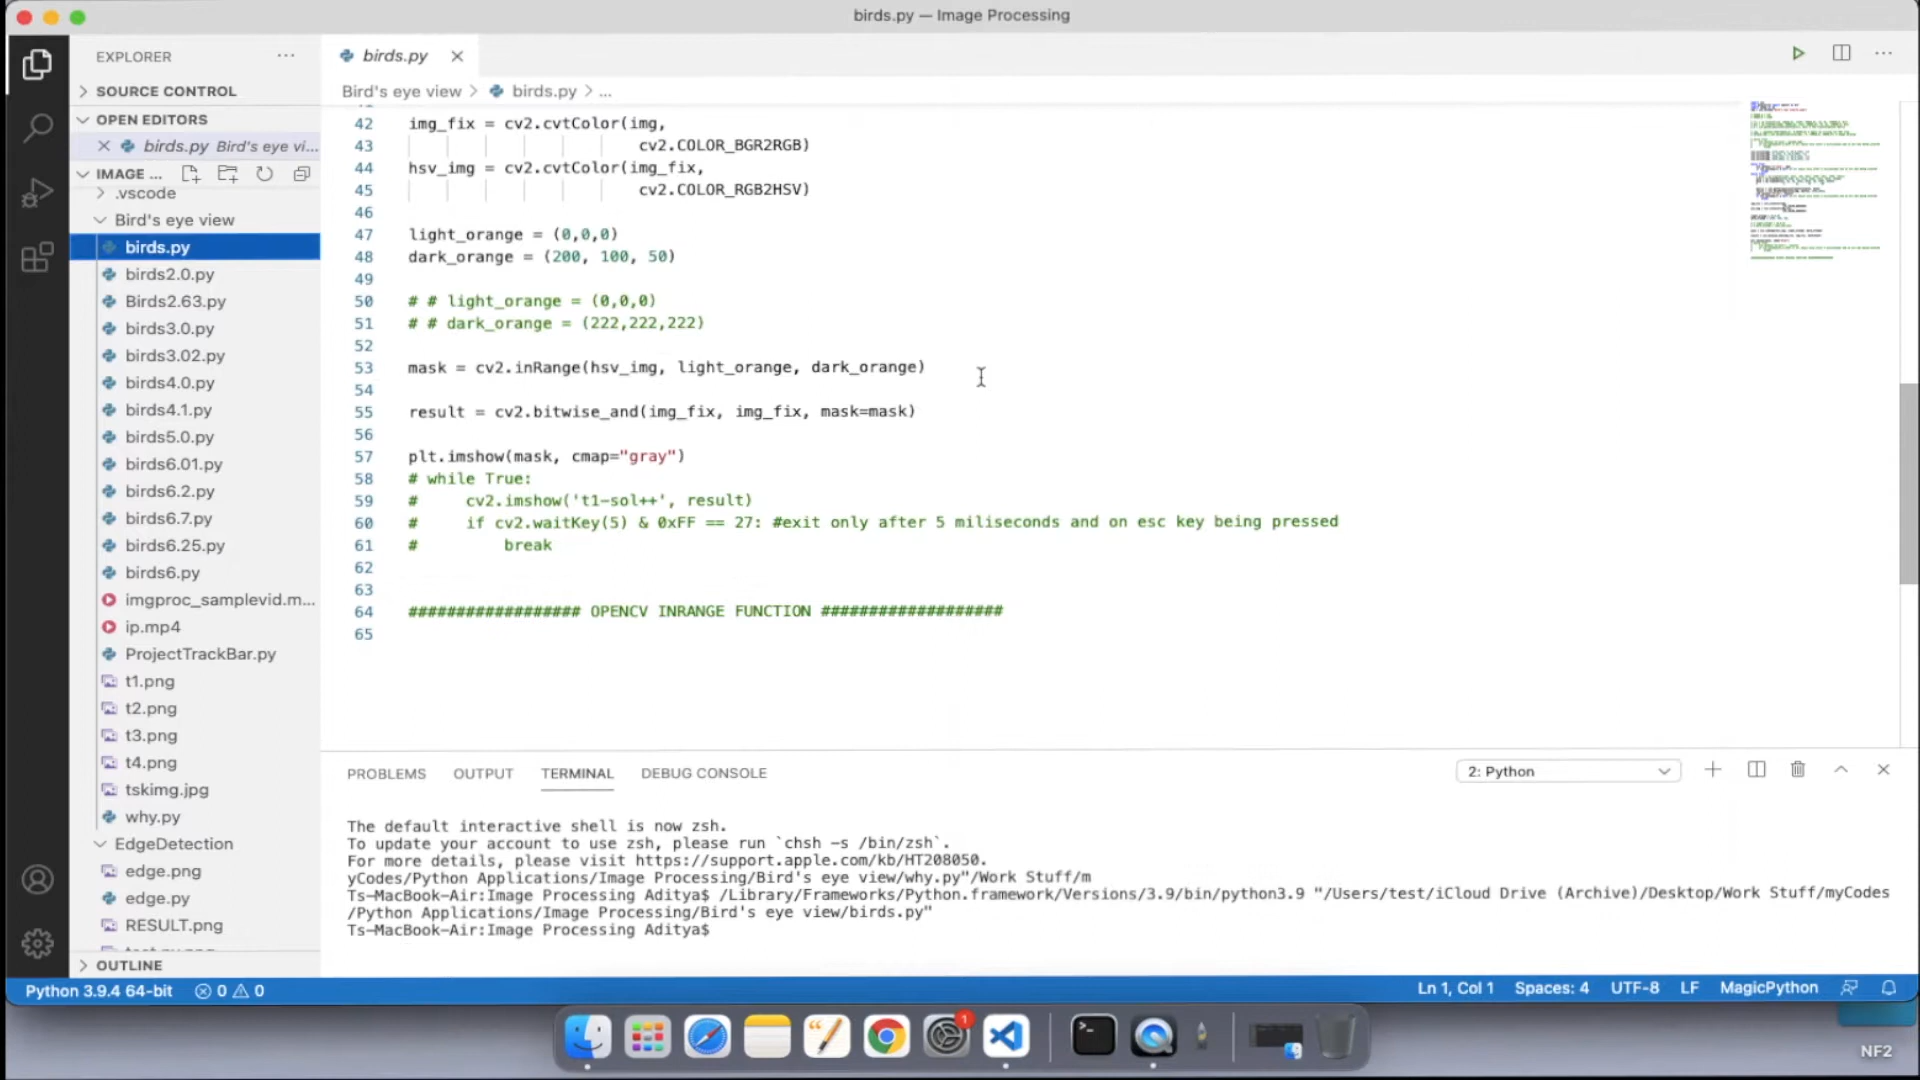 birds.py — Image Processing
EXPLORER
SOURCE CONTROL
OPEN EDITORS
birds.py Bird's eye vi...
IMAGE ...
.vscode
Bird's eye view
birds.py
birds2.0.py
Birds2.63.py
birds3.0.py
birds3.02.py
birds4.0.py
birds4.1.py
birds5.0.py
birds6.01.py
birds6.2.py
birds6.7.py
birds6.25.py
birds6.py
imgproc_samplevid.m...
ip.mp4
ProjectTrackBar.py
t1.png
t2.png
t3.png
t4.png
tskimg.jpg
why.py
EdgeDetection
edge.png
edge.py
RESULT.png
OUTLINE
birds.py
Bird's eye view > birds.py > ...
42 img_fix = cv2.cvtColor(img,
43 cv2.COLOR_BGR2RGB)
44 hsv_img = cv2.cvtColor(img_fix,
45 cv2.COLOR_RGB2HSV)
46
47 light_orange = (0,0,0)
48 dark_orange = (200, 100, 50)
49
50 # # light_orange = (0,0,0)
51 # # dark_orange = (222,222,222)
52
53 mask = cv2.inRange(hsv_img, light_orange, dark_orange)
54
55 result = cv2.bitwise_and(img_fix, img_fix, mask=mask)
56
57 plt.imshow(mask, cmap="gray")
58 # while True:
59 # cv2.imshow('t1-sol++', result)
60 # if cv2.waitKey(5) & 0xFF == 27: #exit only after 5 miliseconds and on esc key being pressed
61 # break
62
63
64 ################## OPENCV INRANGE FUNCTION ###################
65
PROBLEMS OUTPUT TERMINAL DEBUG CONSOLE
2: Python
The default interactive shell is now zsh.
To update your account to use zsh, please run `chsh -s /bin/zsh`.
For more details, please visit https://support.apple.com/kb/HT208050.
yCodes/Python Applications/Image Processing/Bird's eye view/why.py"/Work Stuff/m
Ts-MacBook-Air:Image Processing Aditya$ /Library/Frameworks/Python.framework/Versions/3.9/bin/python3.9 "/Users/test/iCloud Drive (Archive)/Desktop/Work Stuff/myCodes
/Python Applications/Image Processing/Bird's eye view/birds.py"
Ts-MacBook-Air:Image Processing Aditya$
Python 3.9.4 64-bit 0 0
Ln 1, Col 1 Spaces: 4 UTF-8 LF MagicPython
1
NF2